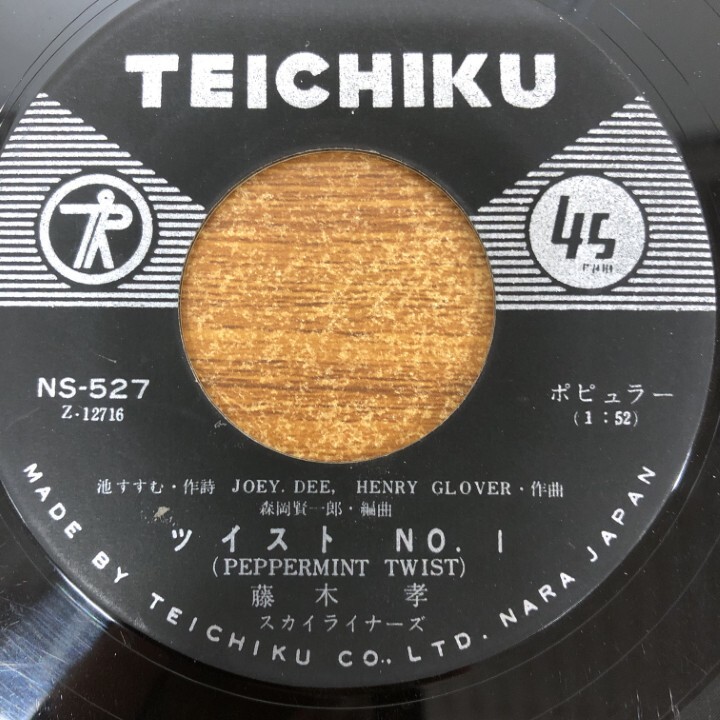 TEICHIKU
45
NS-527
Z-12716
ポピュラー
(1:52)
池すすむ・作詩 JOEY. DEE, HENRY GLOVER・作曲
森岡賢一郎・編曲
ツイスト NO. 1
(PEPPERMINT TWIST)
藤木孝
スカイライナーズ
MADE BY TEICHIKU CO., LTD. NARA JAPAN